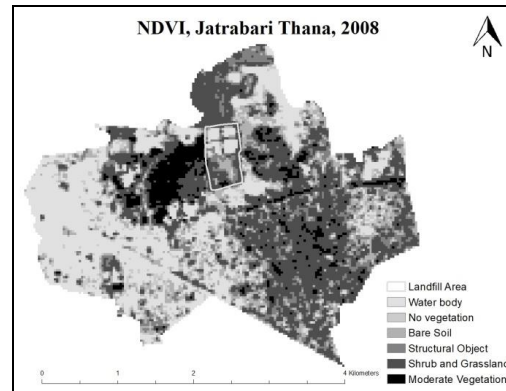 NDVI, Jatrabari Thana, 2008
N
Landfill Area
Water body
No vegetation
Bare Soil
Structural Object
Shrub and Grassland
Moderate Vegetation
0 1 2 4 Kilometers